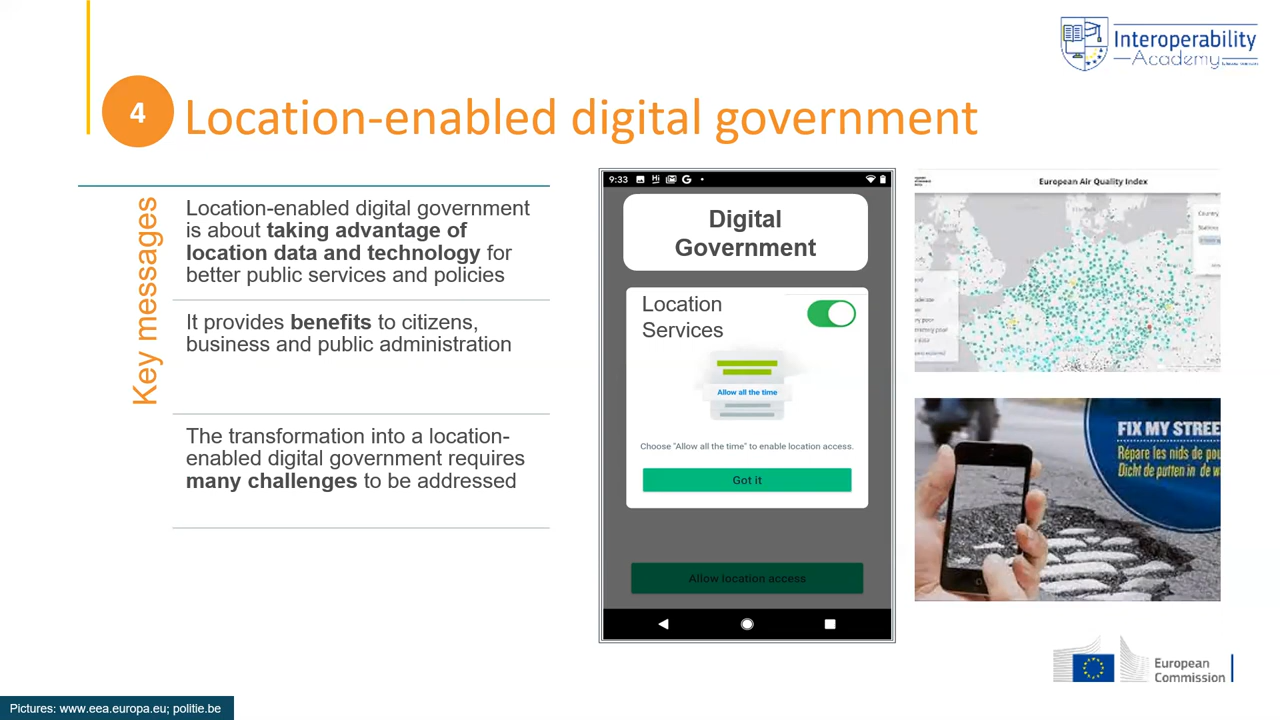 Interoperability
Academy
4
Location-enabled digital government
Key messages
Location-enabled digital government
is about taking advantage of
location data and technology for
better public services and policies
It provides benefits to citizens,
business and public administration
The transformation into a location-
enabled digital government requires
many challenges to be addressed
9:33
Digital
Government
Location
Services
Allow all the time
Choose "Allow all the time" to enable location access.
Got it
Allow location access
European Air Quality Index
Country
FIX MY STREE
Répare les nids de pou
Dicht de putten in de w
European
Commission
Pictures: www.eea.europa.eu; politie.be